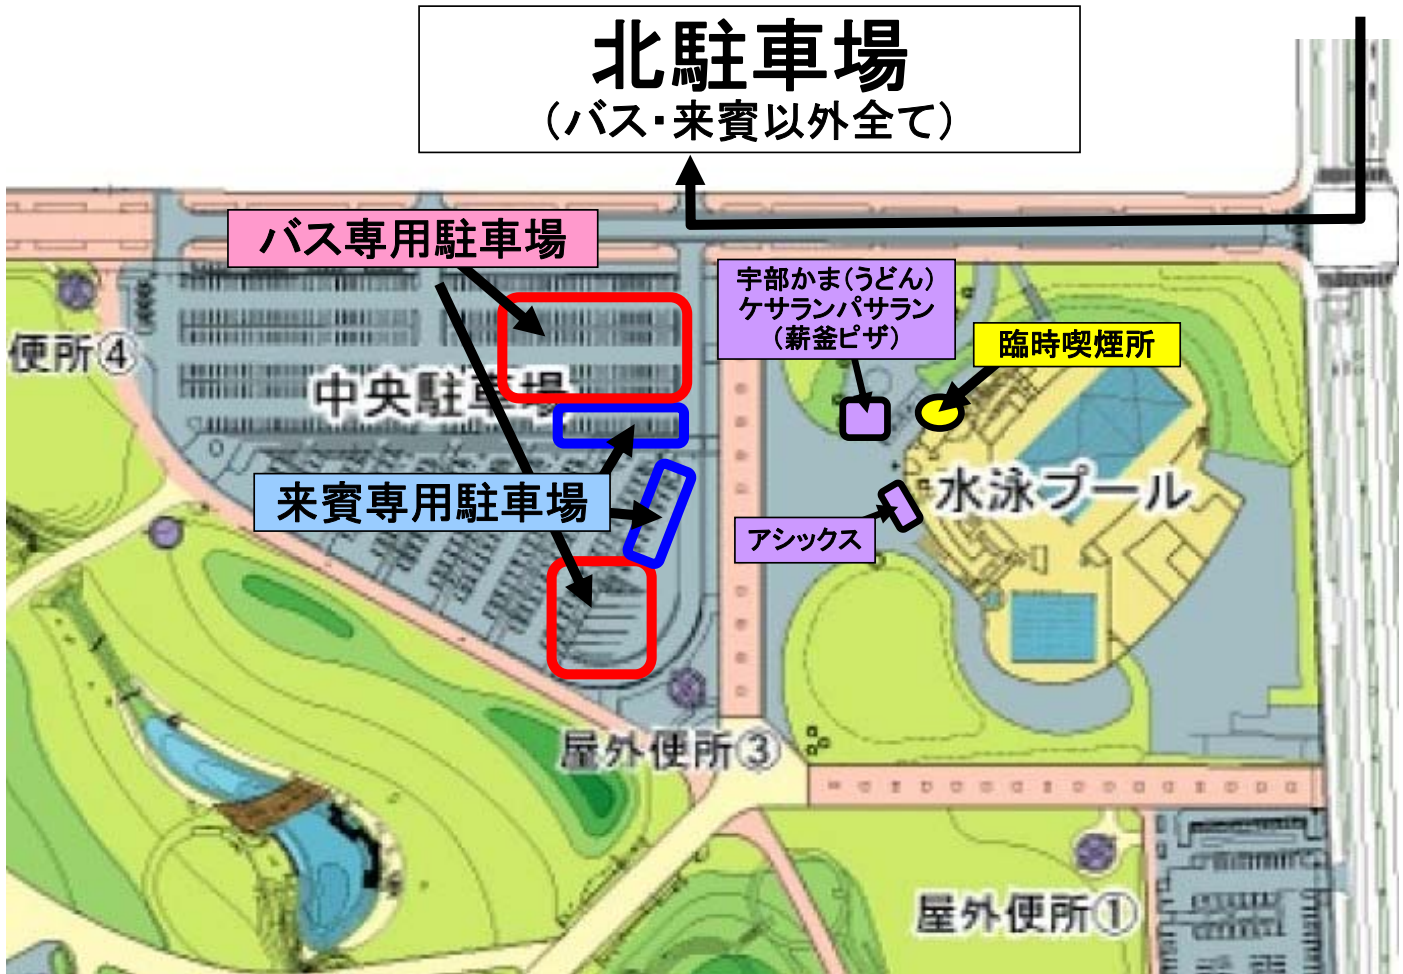 北駐車場
（バス・来賓以外全て）
バス専用駐車場
宇部かま（うどん）
ケサランパサラン
（薪釜ピザ）
臨時喫煙所
便所④
中央駐車場
来賓専用駐車場
水泳プール
アシックス
屋外便所③
屋外便所①